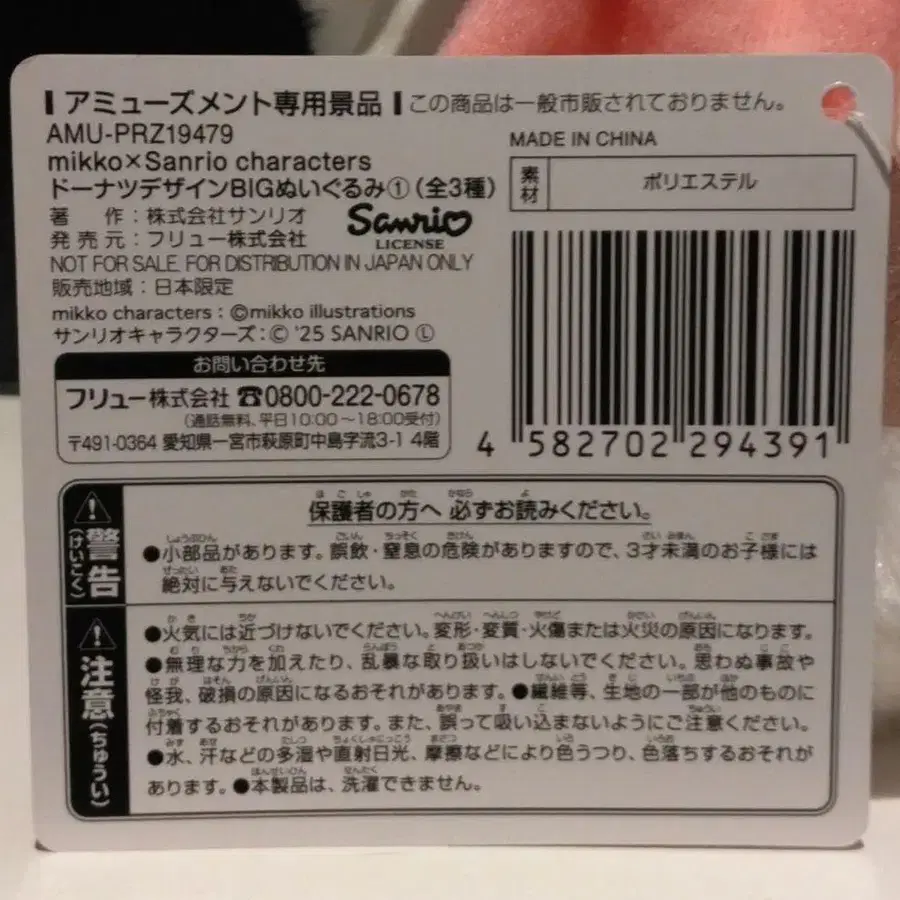 アミューズメント専用景品 この商品は一般市販されておりません。
AMU-PRZ19479
mikko×Sanrio characters
ドーナツデザインBIGぬいぐるみ①(全3種)
著 作:株式会社サンリオ
発売元:フリュー株式会社
Sanrio
LICENSE
NOT FOR SALE. FOR DISTRIBUTION IN JAPAN ONLY
販売地域:日本限定
mikko characters:©mikko illustrations
サンリオキャラクターズ:© '25 SANRIO Ⓛ
お問い合わせ先
フリュー株式会社 ☎0800-222-0678
(通話無料、平日10:00～18:00受付)
〒491-0364 愛知県一宮市萩原町中島字流3-1 4階
MADE IN CHINA
素材 ポリエステル
4 582702 294391
警告(けいこく)
保護者の方へ 必ずお読みください。
●小部品があります。誤飲・窒息の危険がありますので、3才未満のお子様には
絶対に与えないでください。
注意(ちゅうい)
●火気には近づけないでください。変形・変質・火傷または火災の原因になります。
●無理な力を加えたり、乱暴な取り扱いはしないでください。思わぬ事故や
怪我、破損の原因になるおそれがあります。●繊維等、生地の一部が他のものに
付着するおそれがあります。また、誤って吸い込まないようにご注意ください。
●水、汗などの多湿や直射日光、摩擦などにより色うつり、色落ちするおそれが
あります。●本製品は、洗濯できません。